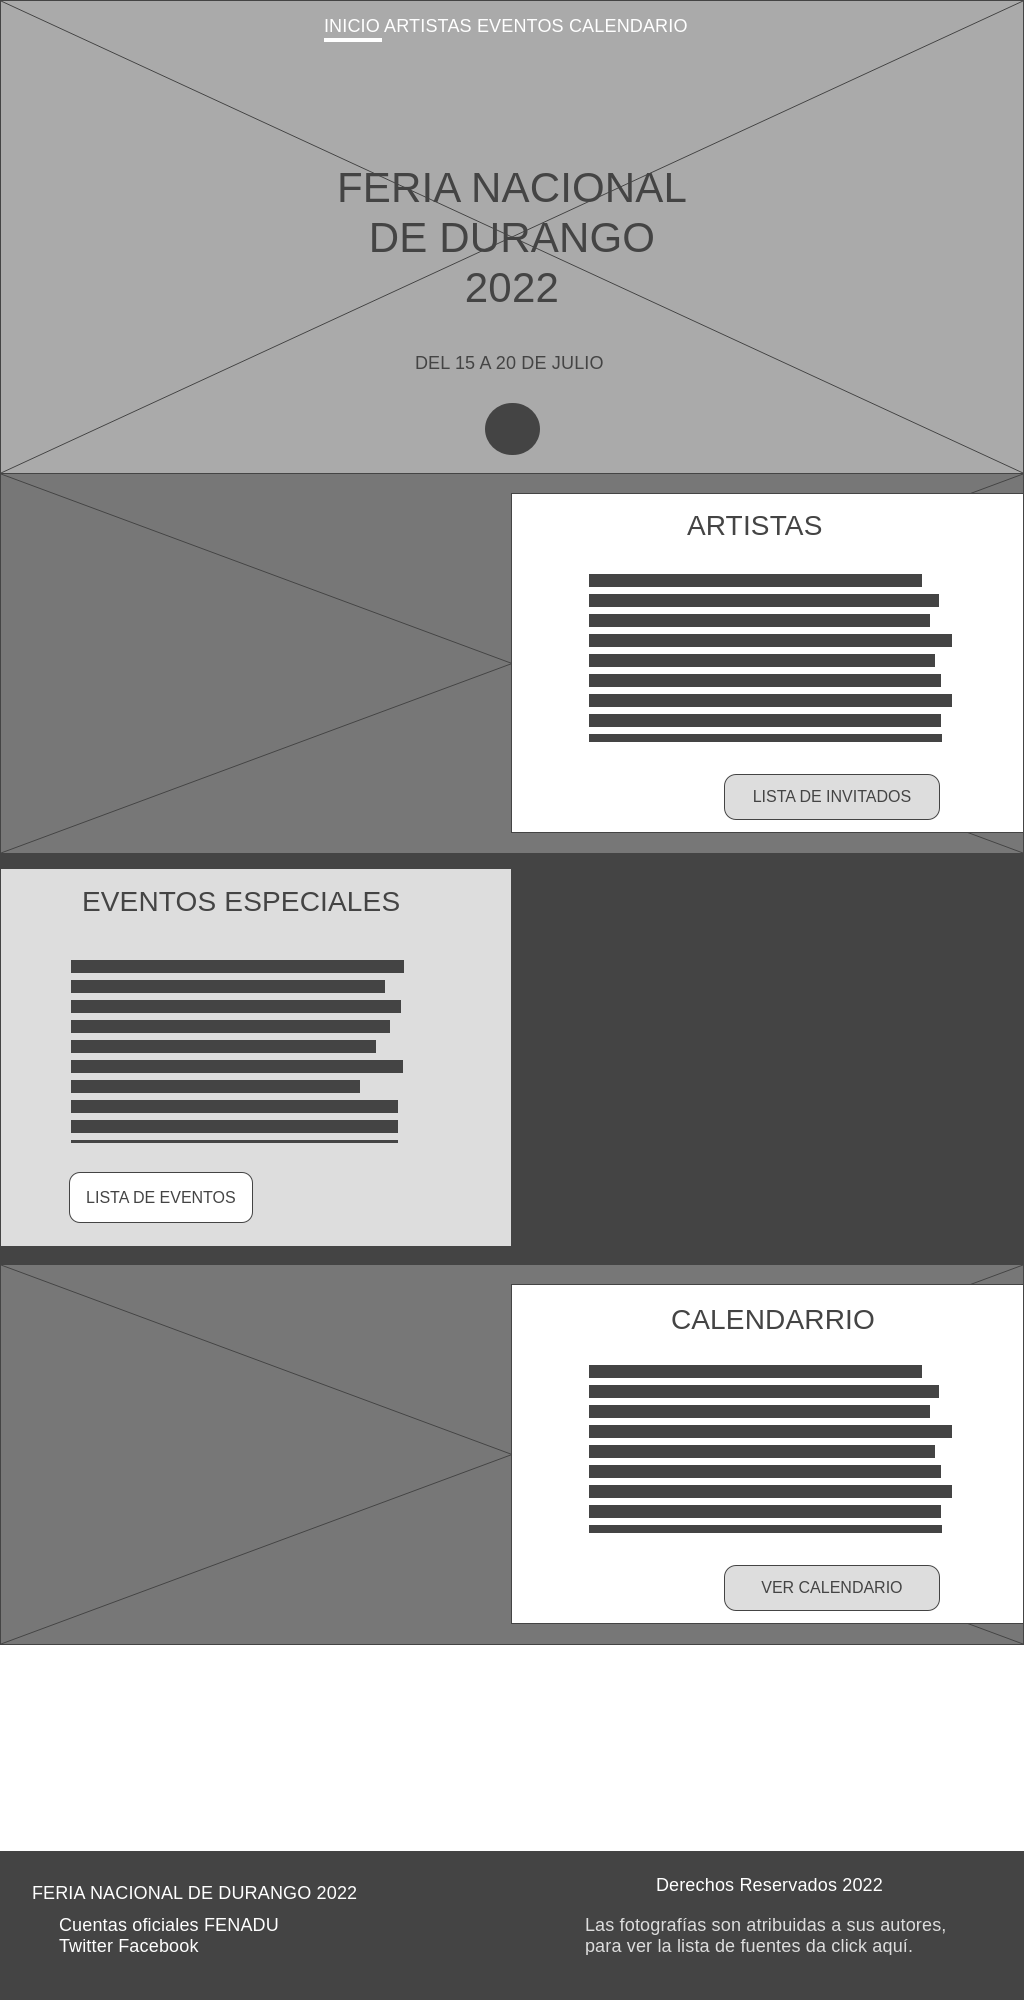 INICIO ARTISTAS EVENTOS CALENDARIO
FERIA NACIONAL
DE DURANGO
2022
DEL 15 A 20 DE JULIO
ARTISTAS
LISTA DE INVITADOS
EVENTOS ESPECIALES
LISTA DE EVENTOS
CALENDARRIO
VER CALENDARIO
FERIA NACIONAL DE DURANGO 2022
Cuentas oficiales FENADU
Twitter Facebook
Derechos Reservados 2022
Las fotografías son atribuidas a sus autores,
para ver la lista de fuentes da click aquí.